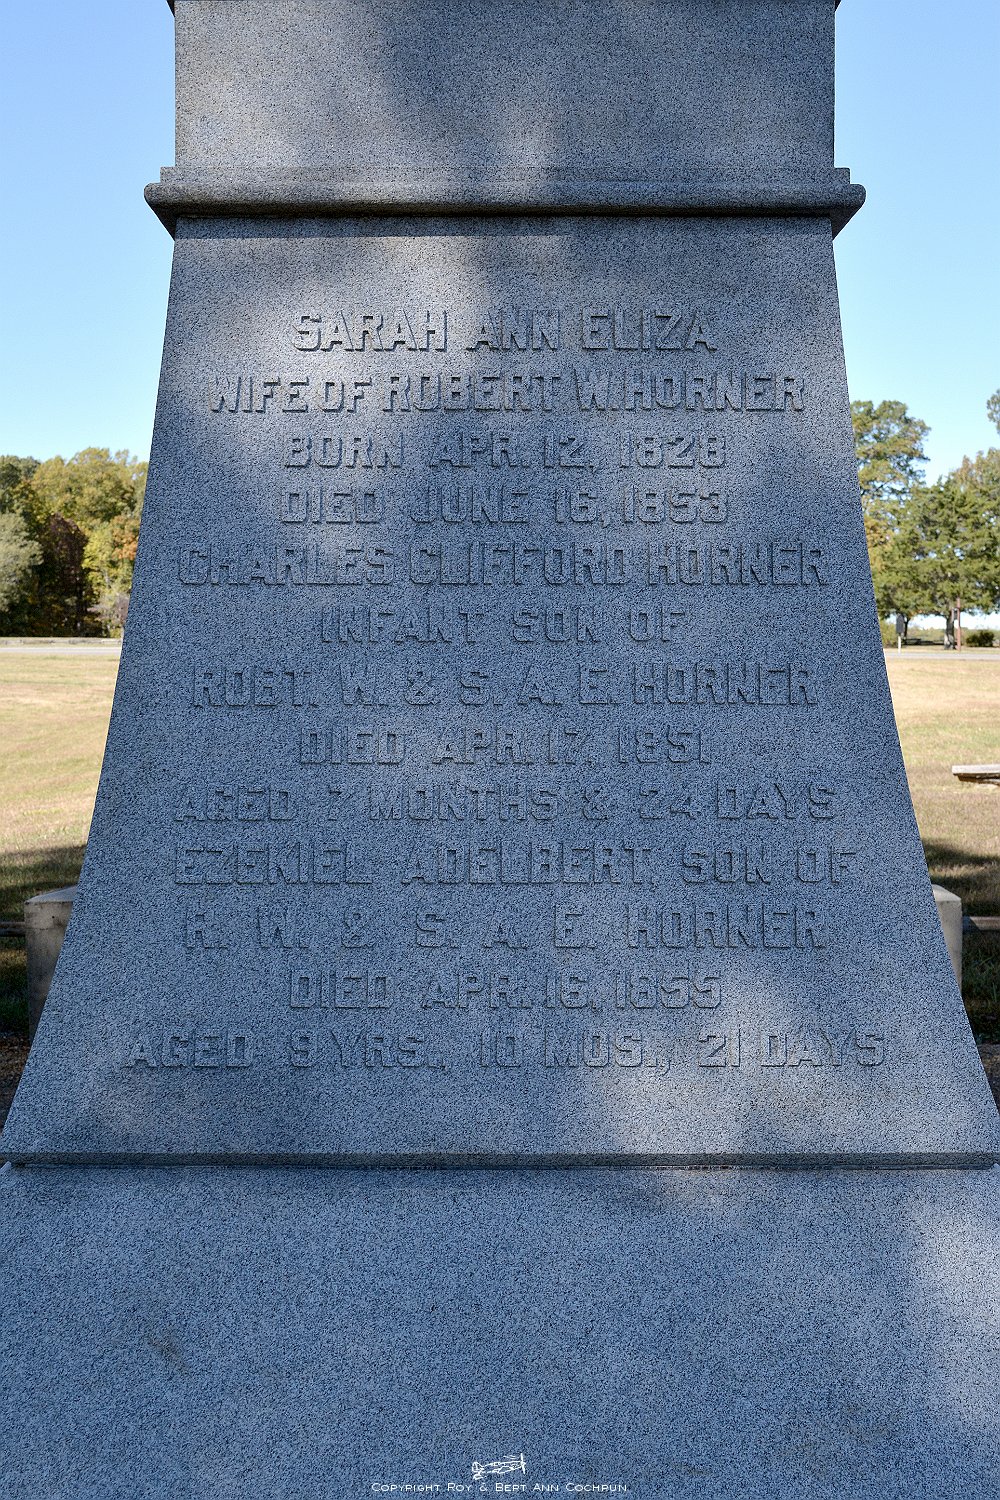 SARAH ANN ELIZA
WIFE OF ROBERT W. HORNER
BORN APR. 12, 1828
DIED JUNE 16, 1853
CHARLES CLIFFORD HORNER
INFANT SON OF
ROBT. W. & S. A. E. HORNER
DIED APR. 17, 1851
AGED 7 MONTHS & 24 DAYS
EZEKIEL ADELBERT, SON OF
R. W. & S. A. E. HORNER
DIED APR. 16, 1855
AGED 9 YRS., 10 MOS., 21 DAYS
COPYRIGHT ROY & BERT ANN COCHRUN